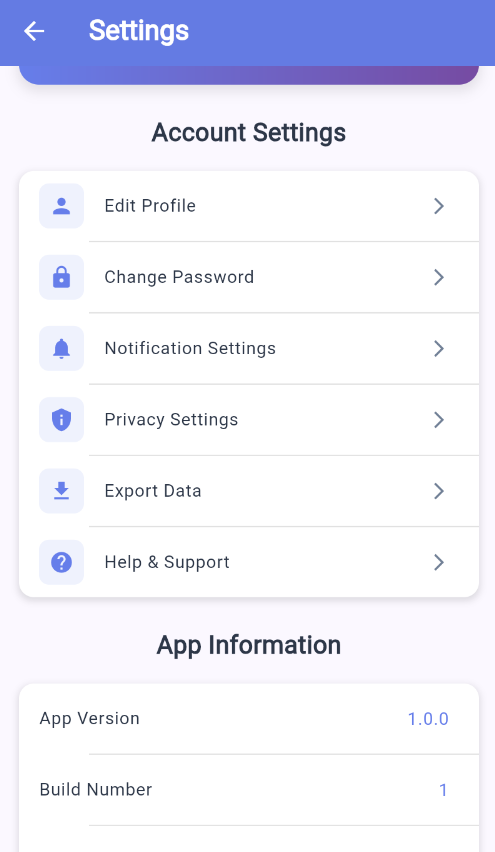 Settings
Account Settings
Edit Profile
Change Password
Notification Settings
Privacy Settings
Export Data
Help & Support
App Information
App Version 1.0.0
Build Number 1